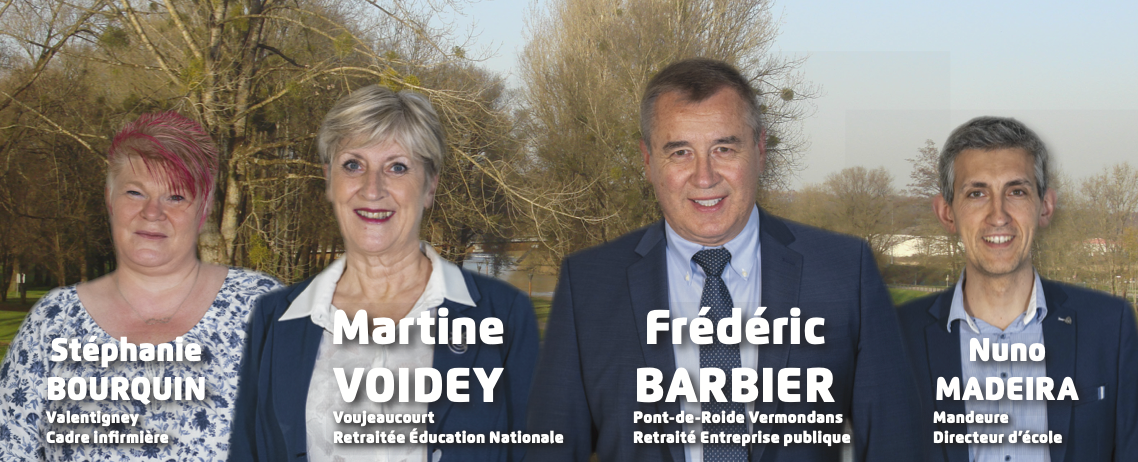 Stéphanie
BOURQUIN
Valentigney
Cadre infirmière
Martine
VOIDEY
Voujeaucourt
Retraitée Éducation Nationale
Frédéric
BARBIER
Pont-de-Roide Vermondans
Retraité Entreprise publique
Nuno
MADEIRA
Mandeure
Directeur d'école